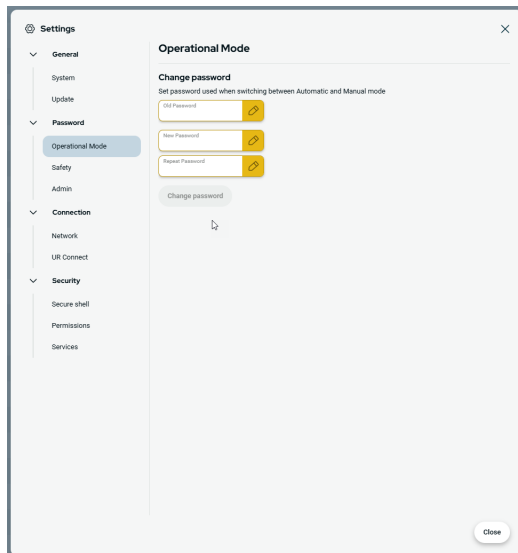 Settings
General
System
Update
Password
Operational Mode
Safety
Admin
Connection
Network
UR Connect
Security
Secure shell
Permissions
Services
Operational Mode
Change password
Set password used when switching between Automatic and Manual mode
Old Password
New Password
Repeat Password
Change password
Close